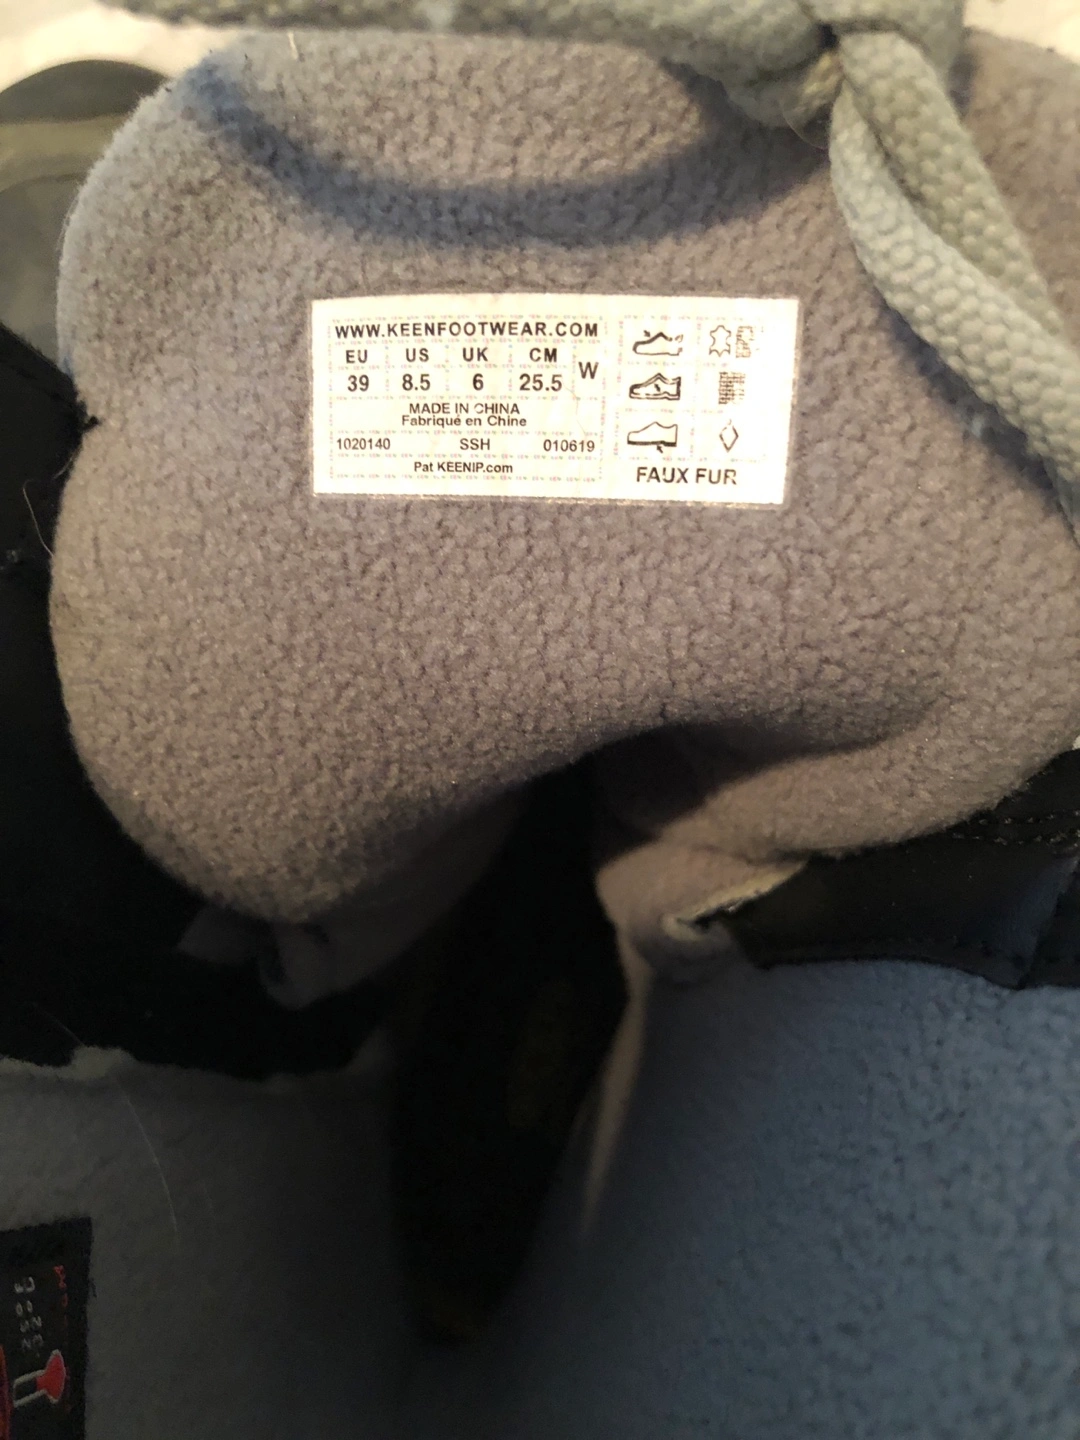 WWW.KEENFOOTWEAR.COM
EU US UK CM W
39 8.5 6 25.5
MADE IN CHINA
Fabriqué en Chine
1020140 SSH 010619
Pat KEENIP.com
FAUX FUR